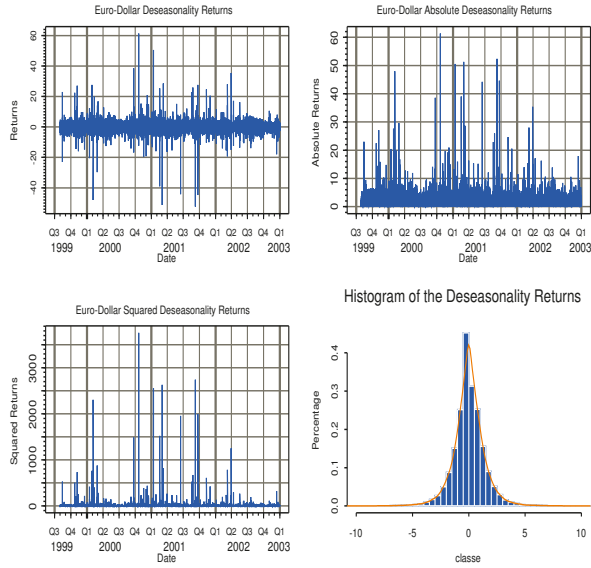 Euro-Dollar Deseasonality Returns
Returns
60
40
20
0
-20
-40
Q3 Q4 Q1 Q2 Q3 Q4 Q1 Q2 Q3 Q4 Q1 Q2 Q3 Q4 Q1
1999 2000 2001 2002 2003
Date
Euro-Dollar Absolute Deseasonality Returns
Absolute Returns
60
50
40
30
20
10
0
Q3 Q4 Q1 Q2 Q3 Q4 Q1 Q2 Q3 Q4 Q1 Q2 Q3 Q4 Q1
1999 2000 2001 2002 2003
Date
Euro-Dollar Squared Deseasonality Returns
Squared Returns
3000
2000
1000
0
Q3 Q4 Q1 Q2 Q3 Q4 Q1 Q2 Q3 Q4 Q1 Q2 Q3 Q4 Q1
1999 2000 2001 2002 2003
Date
Histogram of the Deseasonality Returns
Percentage
0.4
0.3
0.2
0.1
0.0
-10 -5 0 5 10
classe